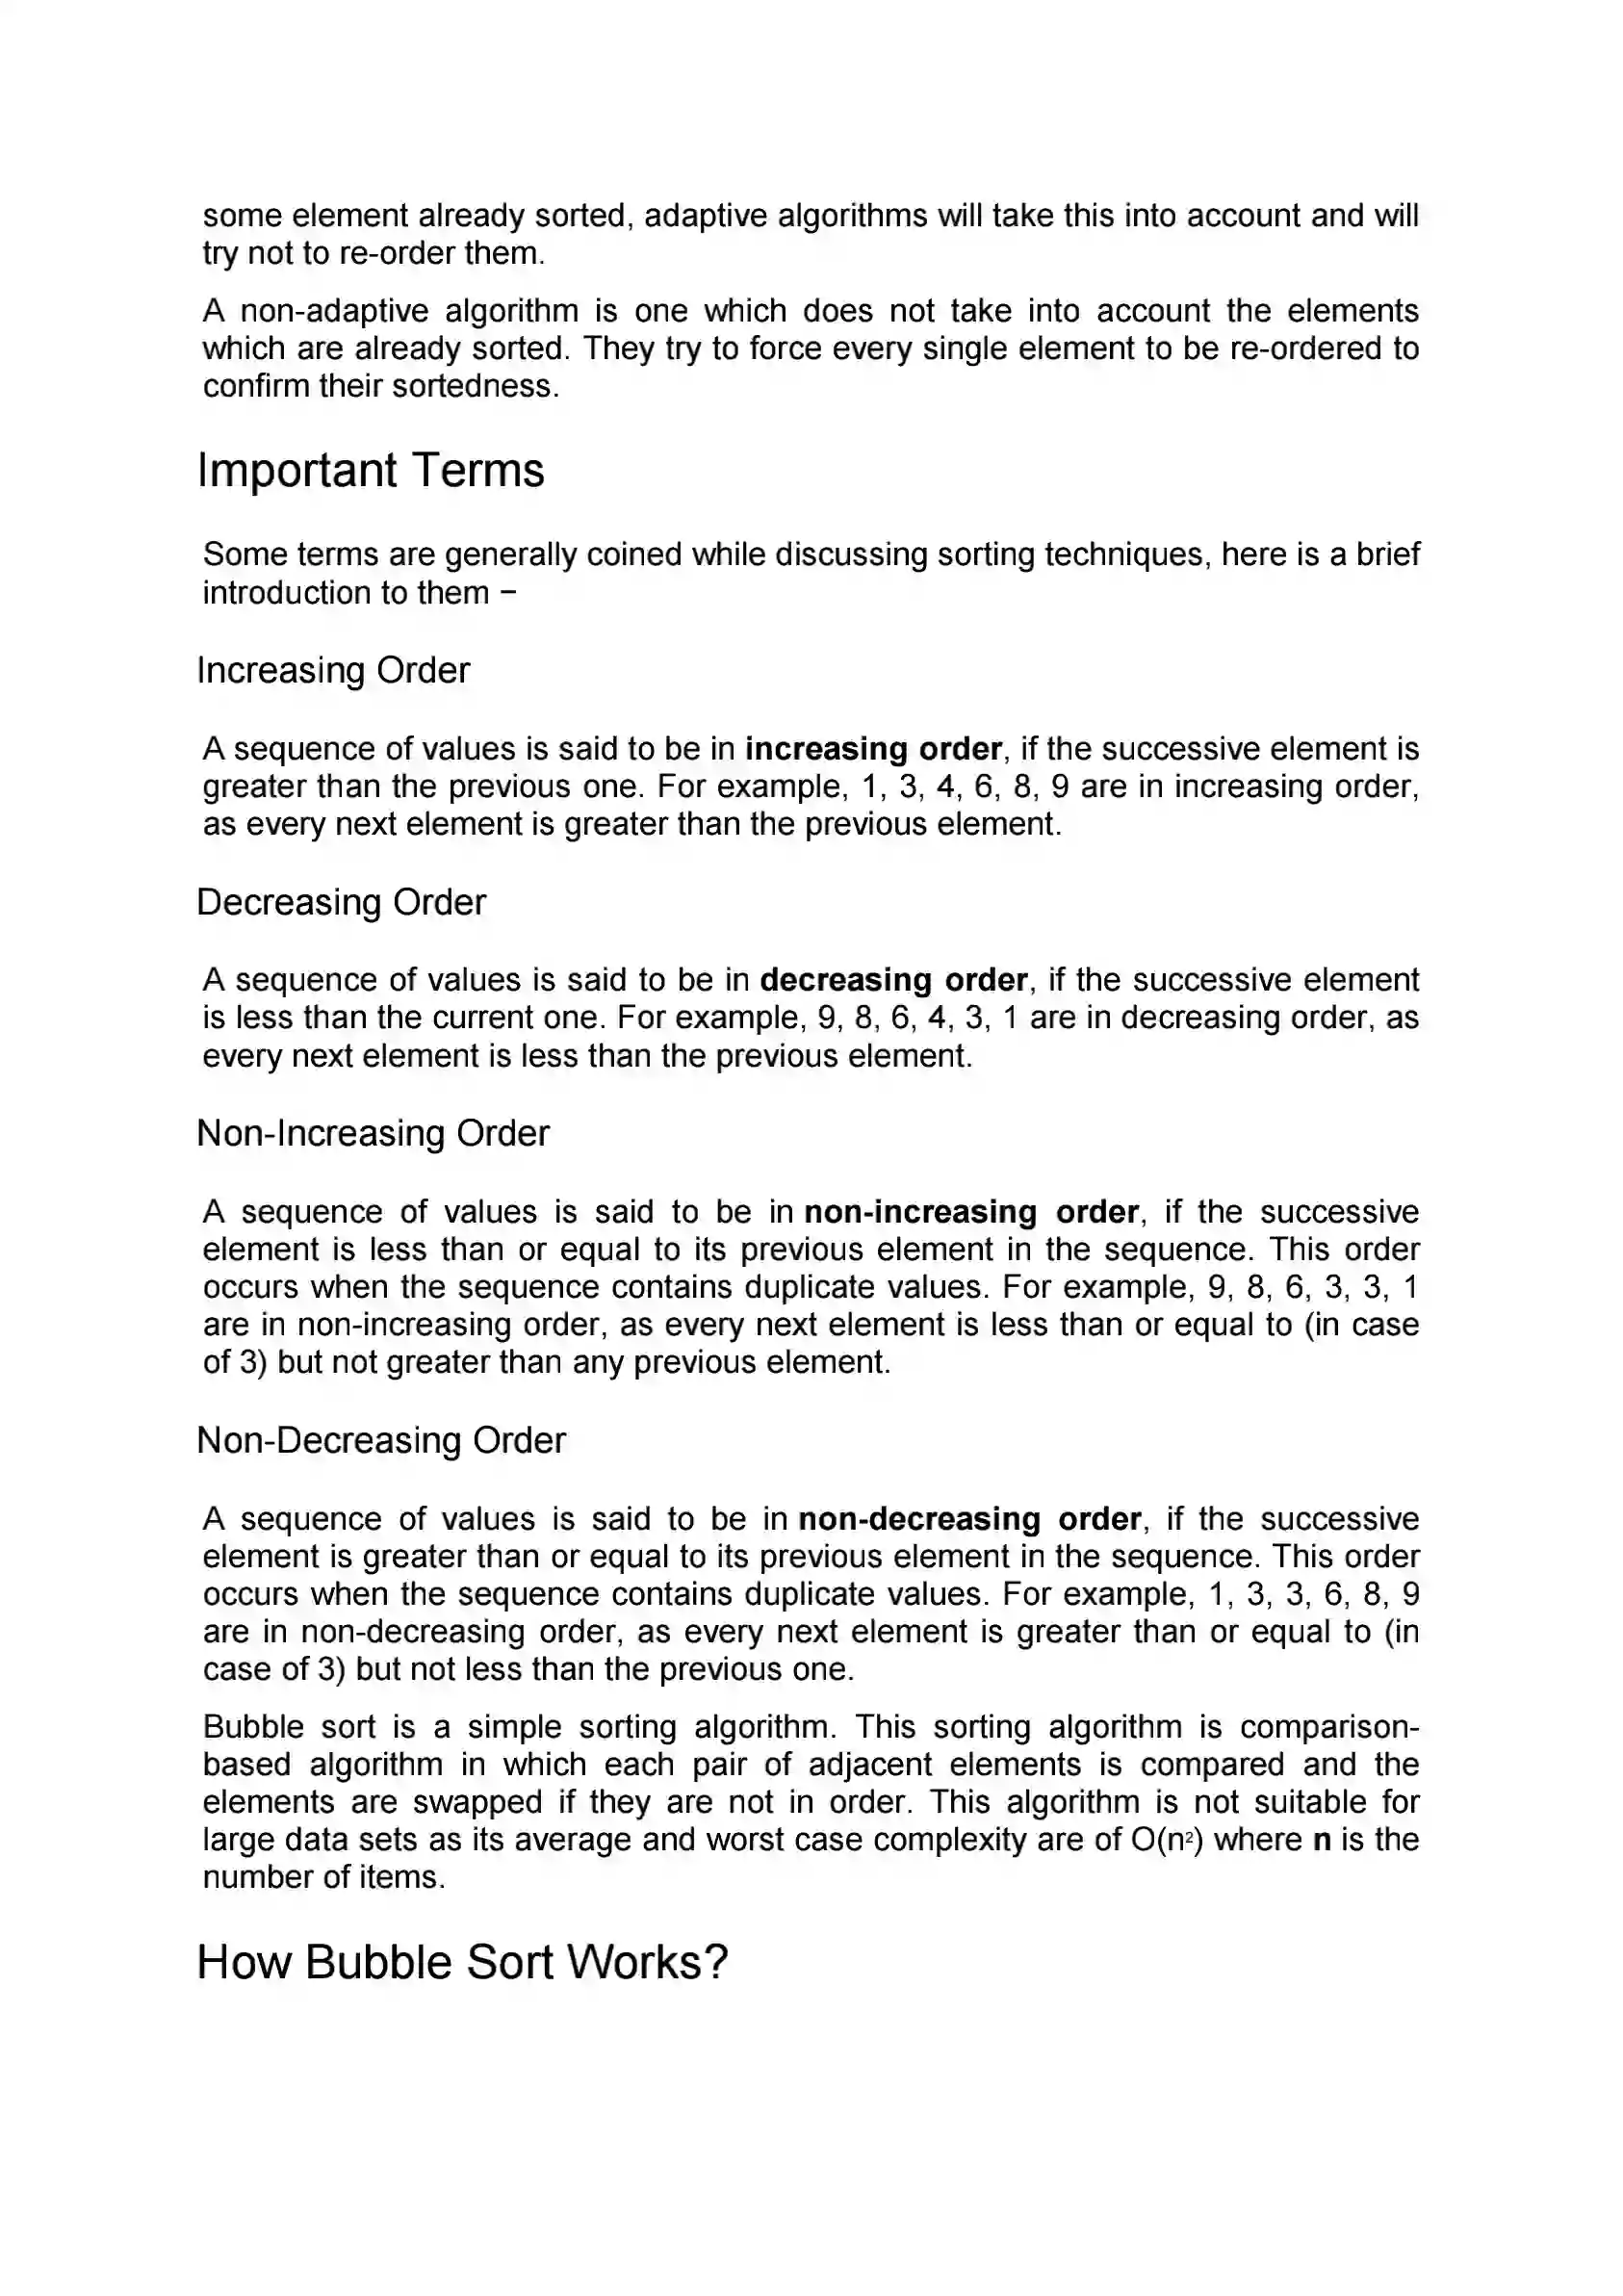 some element already sorted, adaptive algorithms will take this into account and will
try not to re-order them.
A non-adaptive algorithm is one which does not take into account the elements
which are already sorted. They try to force every single element to be re-ordered to
confirm their sortedness.
Important Terms
Some terms are generally coined while discussing sorting techniques, here is a brief
introduction to them −
Increasing Order
A sequence of values is said to be in increasing order, if the successive element is
greater than the previous one. For example, 1, 3, 4, 6, 8, 9 are in increasing order,
as every next element is greater than the previous element.
Decreasing Order
A sequence of values is said to be in decreasing order, if the successive element
is less than the current one. For example, 9, 8, 6, 4, 3, 1 are in decreasing order, as
every next element is less than the previous element.
Non-Increasing Order
A sequence of values is said to be in non-increasing order, if the successive
element is less than or equal to its previous element in the sequence. This order
occurs when the sequence contains duplicate values. For example, 9, 8, 6, 3, 3, 1
are in non-increasing order, as every next element is less than or equal to (in case
of 3) but not greater than any previous element.
Non-Decreasing Order
A sequence of values is said to be in non-decreasing order, if the successive
element is greater than or equal to its previous element in the sequence. This order
occurs when the sequence contains duplicate values. For example, 1, 3, 3, 6, 8, 9
are in non-decreasing order, as every next element is greater than or equal to (in
case of 3) but not less than the previous one.
Bubble sort is a simple sorting algorithm. This sorting algorithm is comparison-
based algorithm in which each pair of adjacent elements is compared and the
elements are swapped if they are not in order. This algorithm is not suitable for
large data sets as its average and worst case complexity are of Ο(n²) where n is the
number of items.
How Bubble Sort Works?